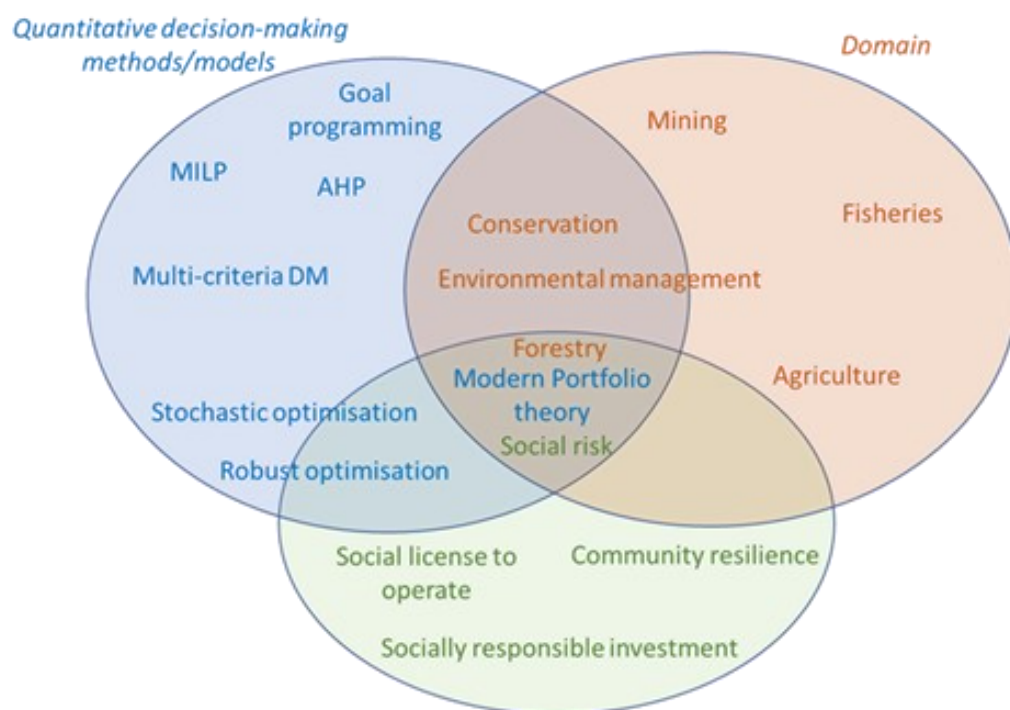 Quantitative decision-making
methods/models
Domain
Goal
programming
Mining
MILP
AHP
Fisheries
Conservation
Multi-criteria DM
Environmental management
Forestry
Modern Portfolio
theory
Social risk
Agriculture
Stochastic optimisation
Robust optimisation
Social license to
operate
Community resilience
Socially responsible investment